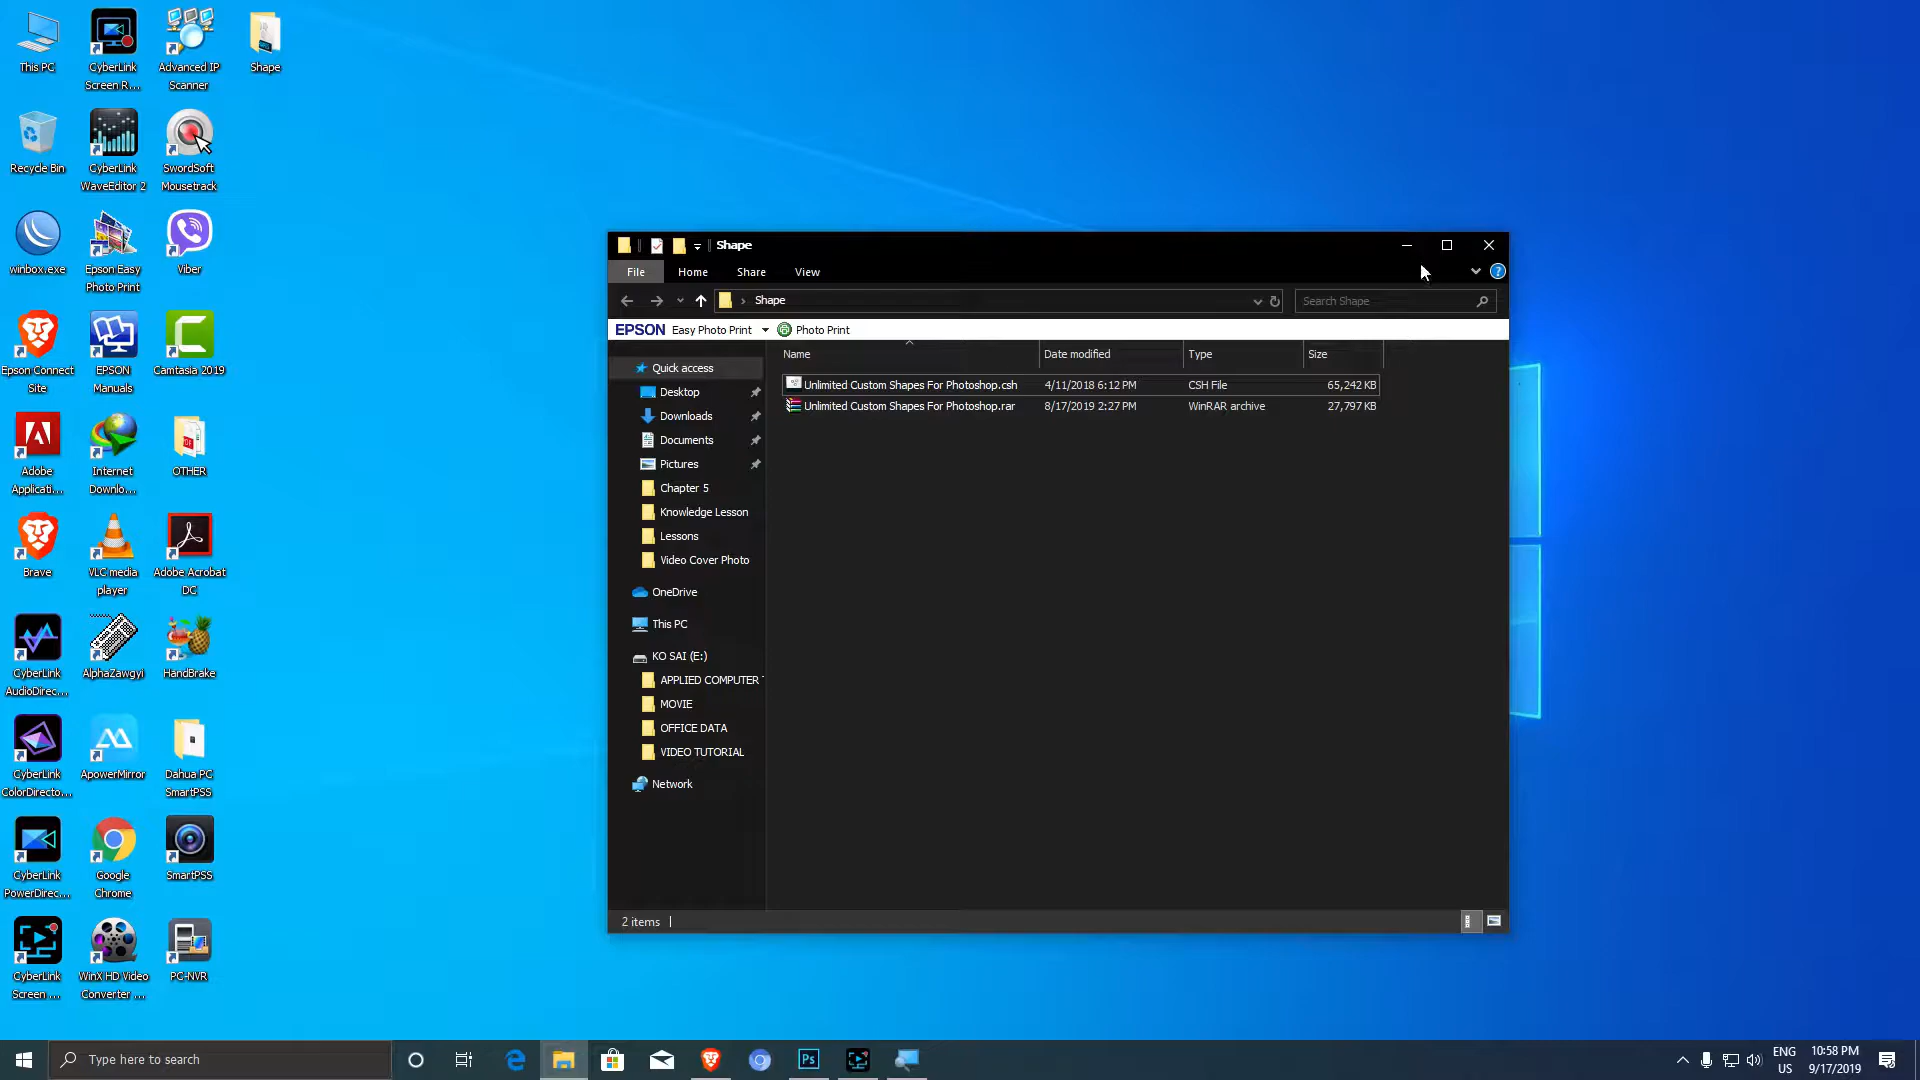 This PC
CyberLink
Screen R...
Advanced IP
Scanner
Shape
Recycle Bin
CyberLink
WaveEditor 2
SwordSoft
Mousetrack
winbox.exe
Epson Easy
Photo Print
Viber
Epson Connect
Site
EPSON
Manuals
Camtasia 2019
Adobe
Applicati...
Internet
Downlo...
OTHER
Brave
VLC media
player
Adobe Acrobat
DC
CyberLink
AudioDirec...
AlphaZawgyi
HandBrake
CyberLink
ColorDirecto...
ApowerMirror
Dahua PC
SmartPSS
CyberLink
PowerDirec...
Google
Chrome
SmartPSS
CyberLink
Screen ...
WinX HD Video
Converter ...
PC-NVR
Shape
File Home Share View
Shape
Search Shape
EPSON Easy Photo Print Photo Print
Name Date modified Type Size
Unlimited Custom Shapes For Photoshop.csh 4/11/2018 6:12 PM CSH File 65,242 KB
Unlimited Custom Shapes For Photoshop.rar 8/17/2019 2:27 PM WinRAR archive 27,797 KB
Quick access
Desktop
Downloads
Documents
Pictures
Chapter 5
Knowledge Lesson
Lessons
Video Cover Photo
OneDrive
This PC
KO SAI (E:)
APPLIED COMPUTER T
MOVIE
OFFICE DATA
VIDEO TUTORIAL
Network
2 items
Type here to search
Ps
ENG
US
10:58 PM
9/17/2019